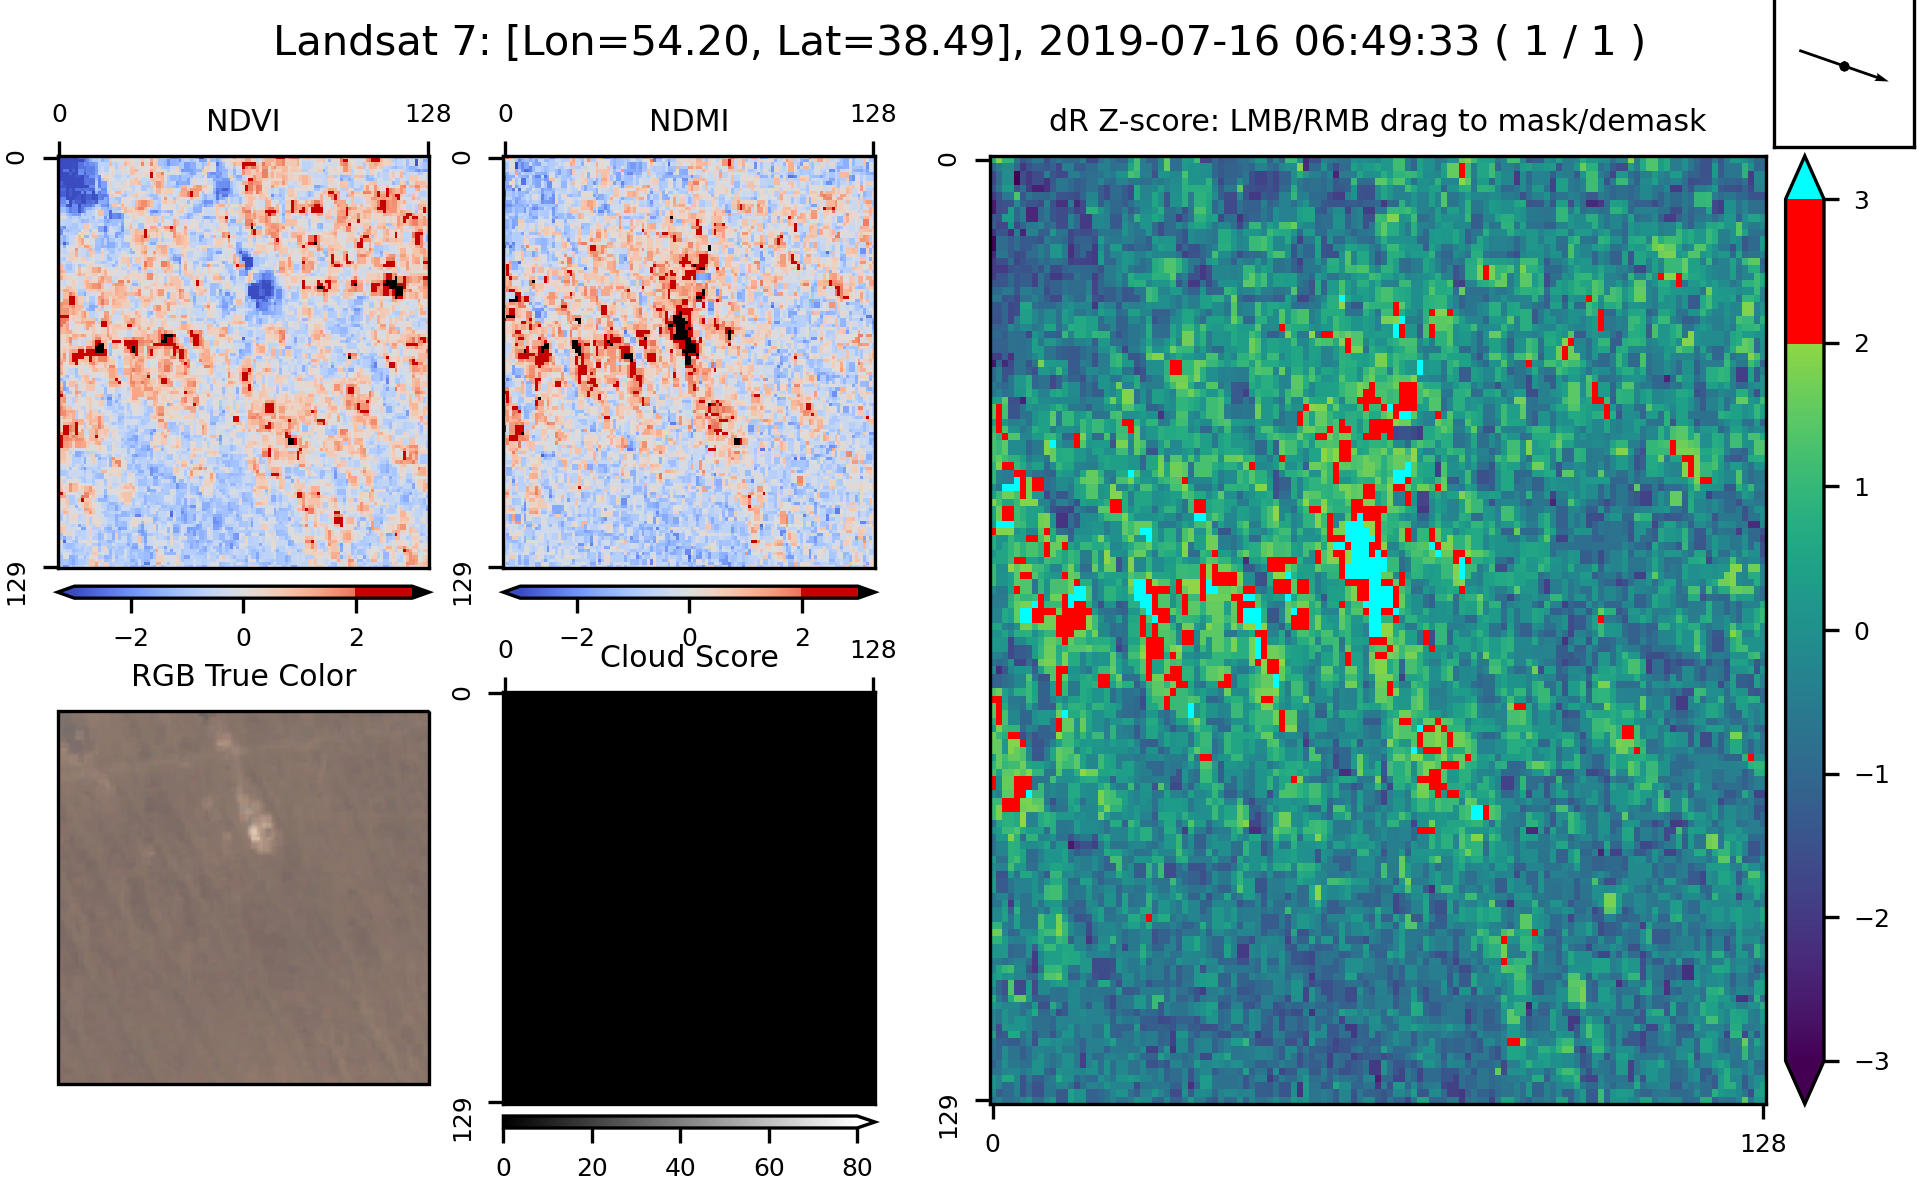 Landsat 7: [Lon=54.20, Lat=38.49], 2019-07-16 06:49:33 ( 1 / 1 )
0 NDVI 128
0 NDMI 128
dR Z-score: LMB/RMB drag to mask/demask
0
129
0
129
0
129
−2 0 2
−2 0 2
3
2
1
0
−1
−2
−3
RGB True Color
0 Cloud Score 128
0
129
0 20 40 60 80
0 128